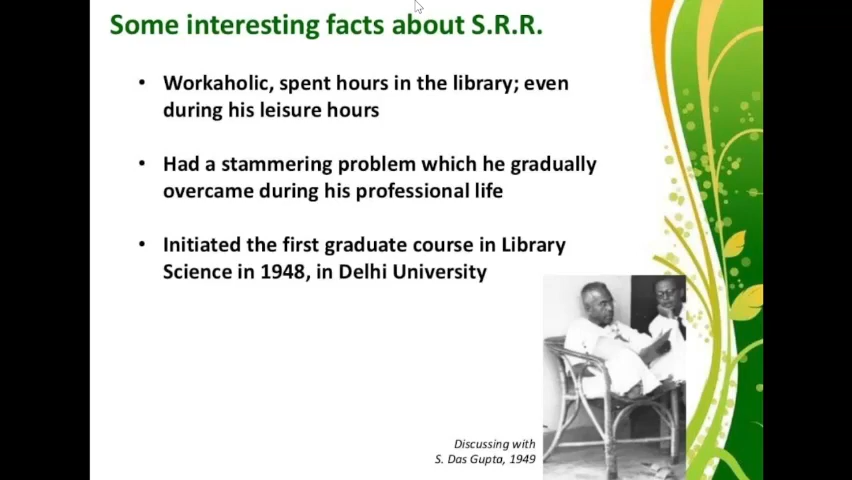 Some interesting facts about S.R.R.
• Workaholic, spent hours in the library; even
during his leisure hours
• Had a stammering problem which he gradually
overcame during his professional life
• Initiated the first graduate course in Library
Science in 1948, in Delhi University
Discussing with
S. Das Gupta, 1949